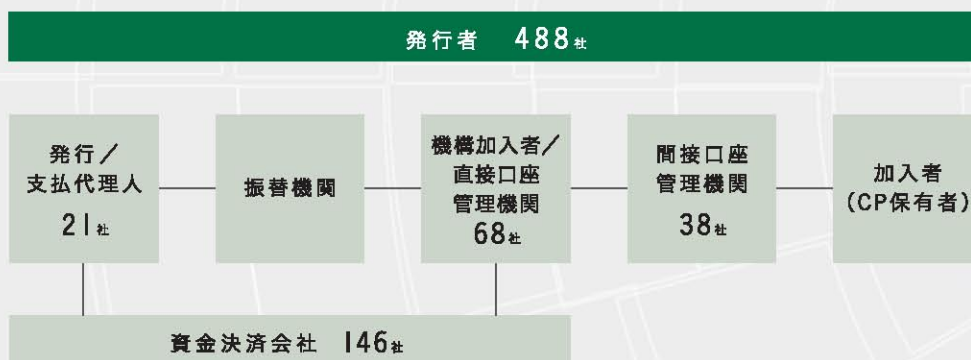 発行者 488社
発行／
支払代理人
21社
振替機関
機構加入者／
直接口座
管理機関
68社
間接口座
管理機関
38社
加入者
(CP保有者)
資金決済会社 146社